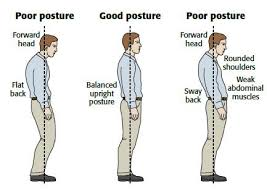 Poor posture
Good posture
Poor posture
Forward
head
Flat
back
Balanced
upright
posture
Forward
head
Rounded
shoulders
Weak
abdominal
muscles
Sway
back